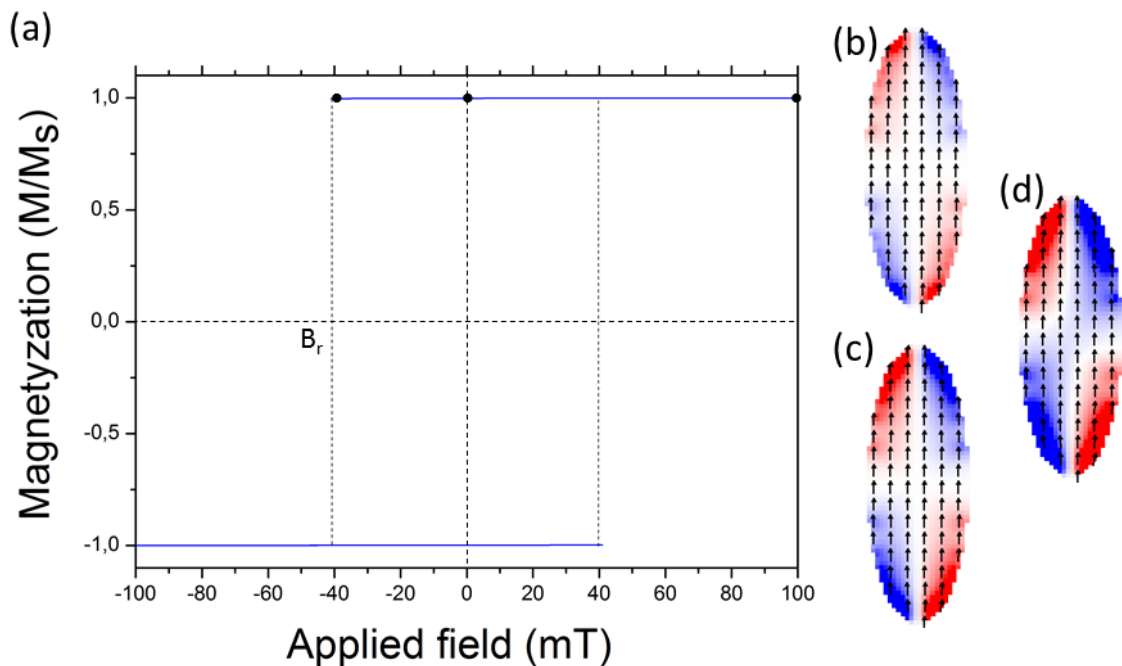 (a)
Magnetyzation (M/Ms)
1,0
0,5
0,0
-0,5
-1,0
Br
-100 -80 -60 -40 -20 0 20 40 60 80 100
Applied field (mT)
(b)
(d)
(c)